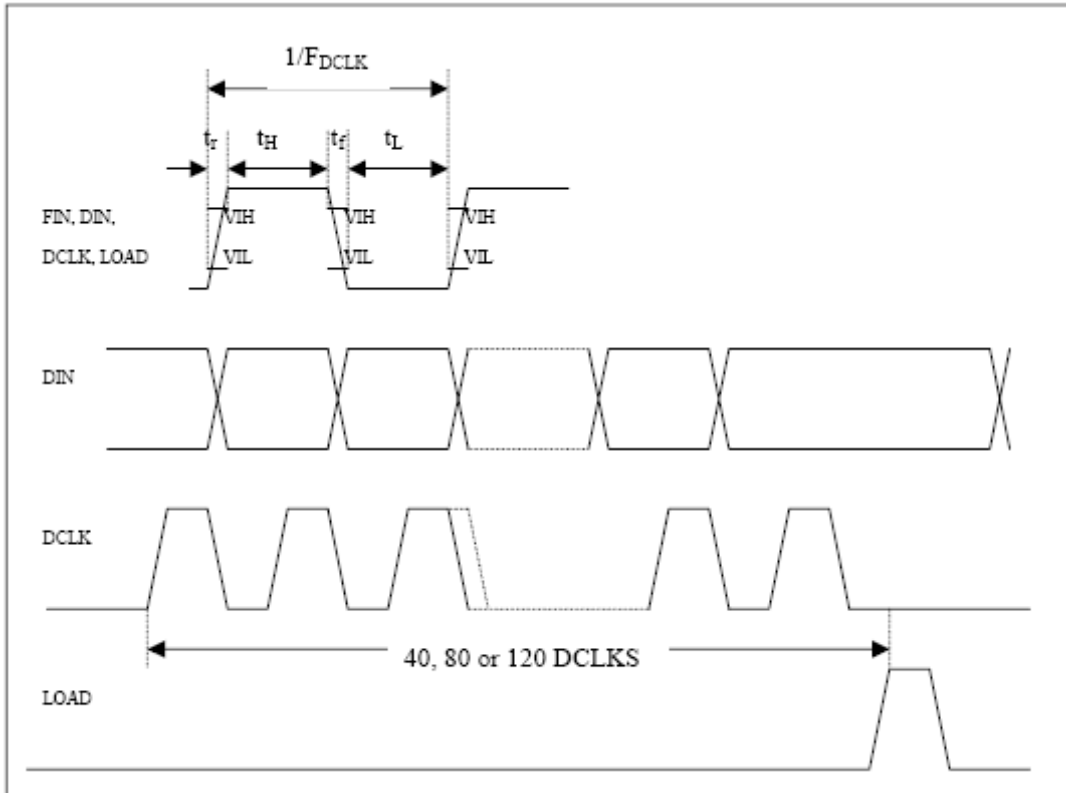 1/FDCLK
tr tH tf tL
FIN, DIN, VIH VIH VIH
DCLK, LOAD VIL VIL VIL
DIN
DCLK
40, 80 or 120 DCLKS
LOAD